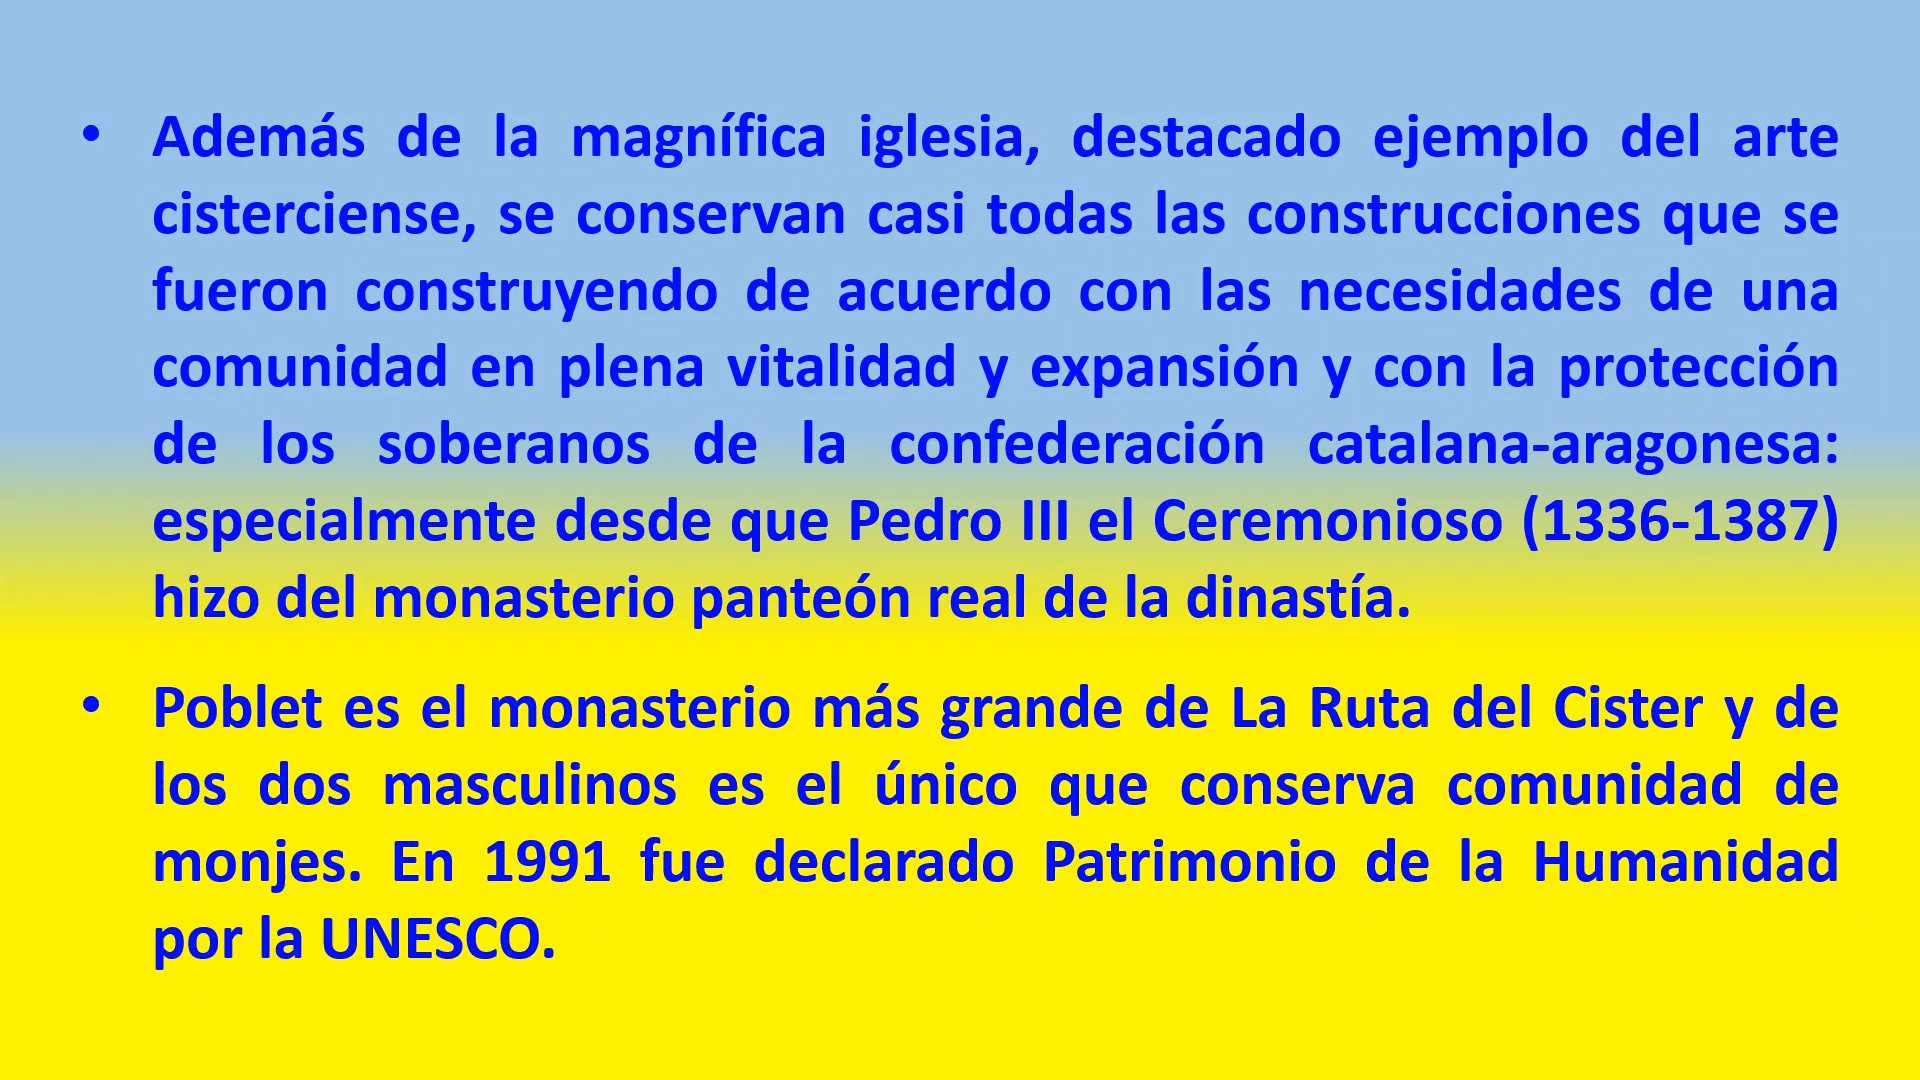 • Además de la magnífica iglesia, destacado ejemplo del arte
cisterciense, se conservan casi todas las construcciones que se
fueron construyendo de acuerdo con las necesidades de una
comunidad en plena vitalidad y expansión y con la protección
de los soberanos de la confederación catalana-aragonesa:
especialmente desde que Pedro III el Ceremonioso (1336-1387)
hizo del monasterio panteón real de la dinastía.
• Poblet es el monasterio más grande de La Ruta del Cister y de
los dos masculinos es el único que conserva comunidad de
monjes. En 1991 fue declarado Patrimonio de la Humanidad
por la UNESCO.